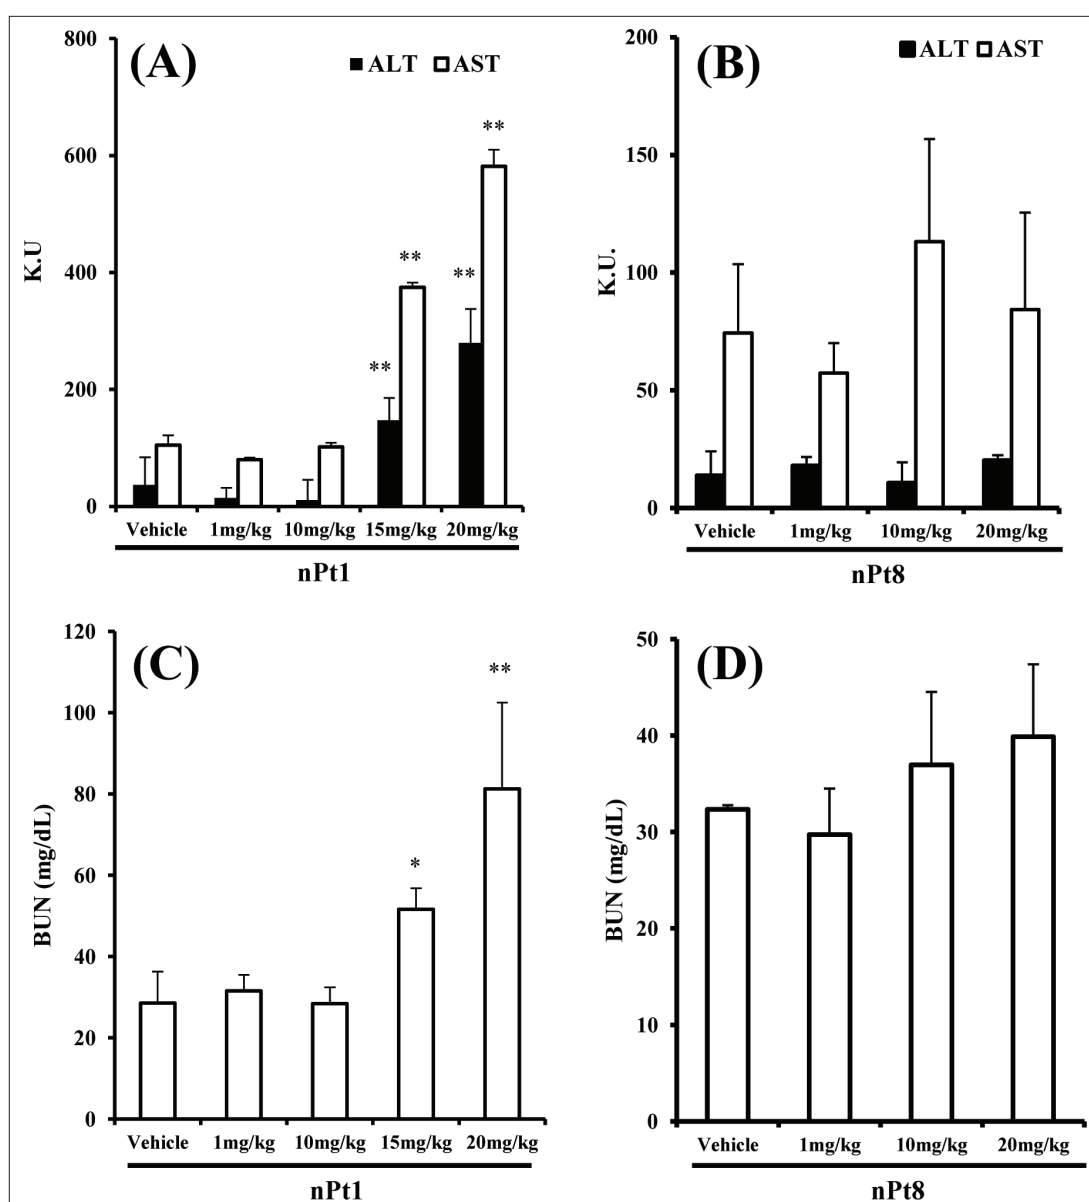 (A)
ALT AST
800
600
400
200
0
K.U
**
**
**
**
Vehicle 1mg/kg 10mg/kg 15mg/kg 20mg/kg
nPt1
(B)
ALT AST
200
150
100
50
0
K.U.
Vehicle 1mg/kg 10mg/kg 20mg/kg
nPt8
(C)
120
100
80
60
40
20
0
BUN (mg/dL)
**
*
Vehicle 1mg/kg 10mg/kg 15mg/kg 20mg/kg
nPt1
(D)
50
40
30
20
10
0
BUN (mg/dL)
Vehicle 1mg/kg 10mg/kg 20mg/kg
nPt8